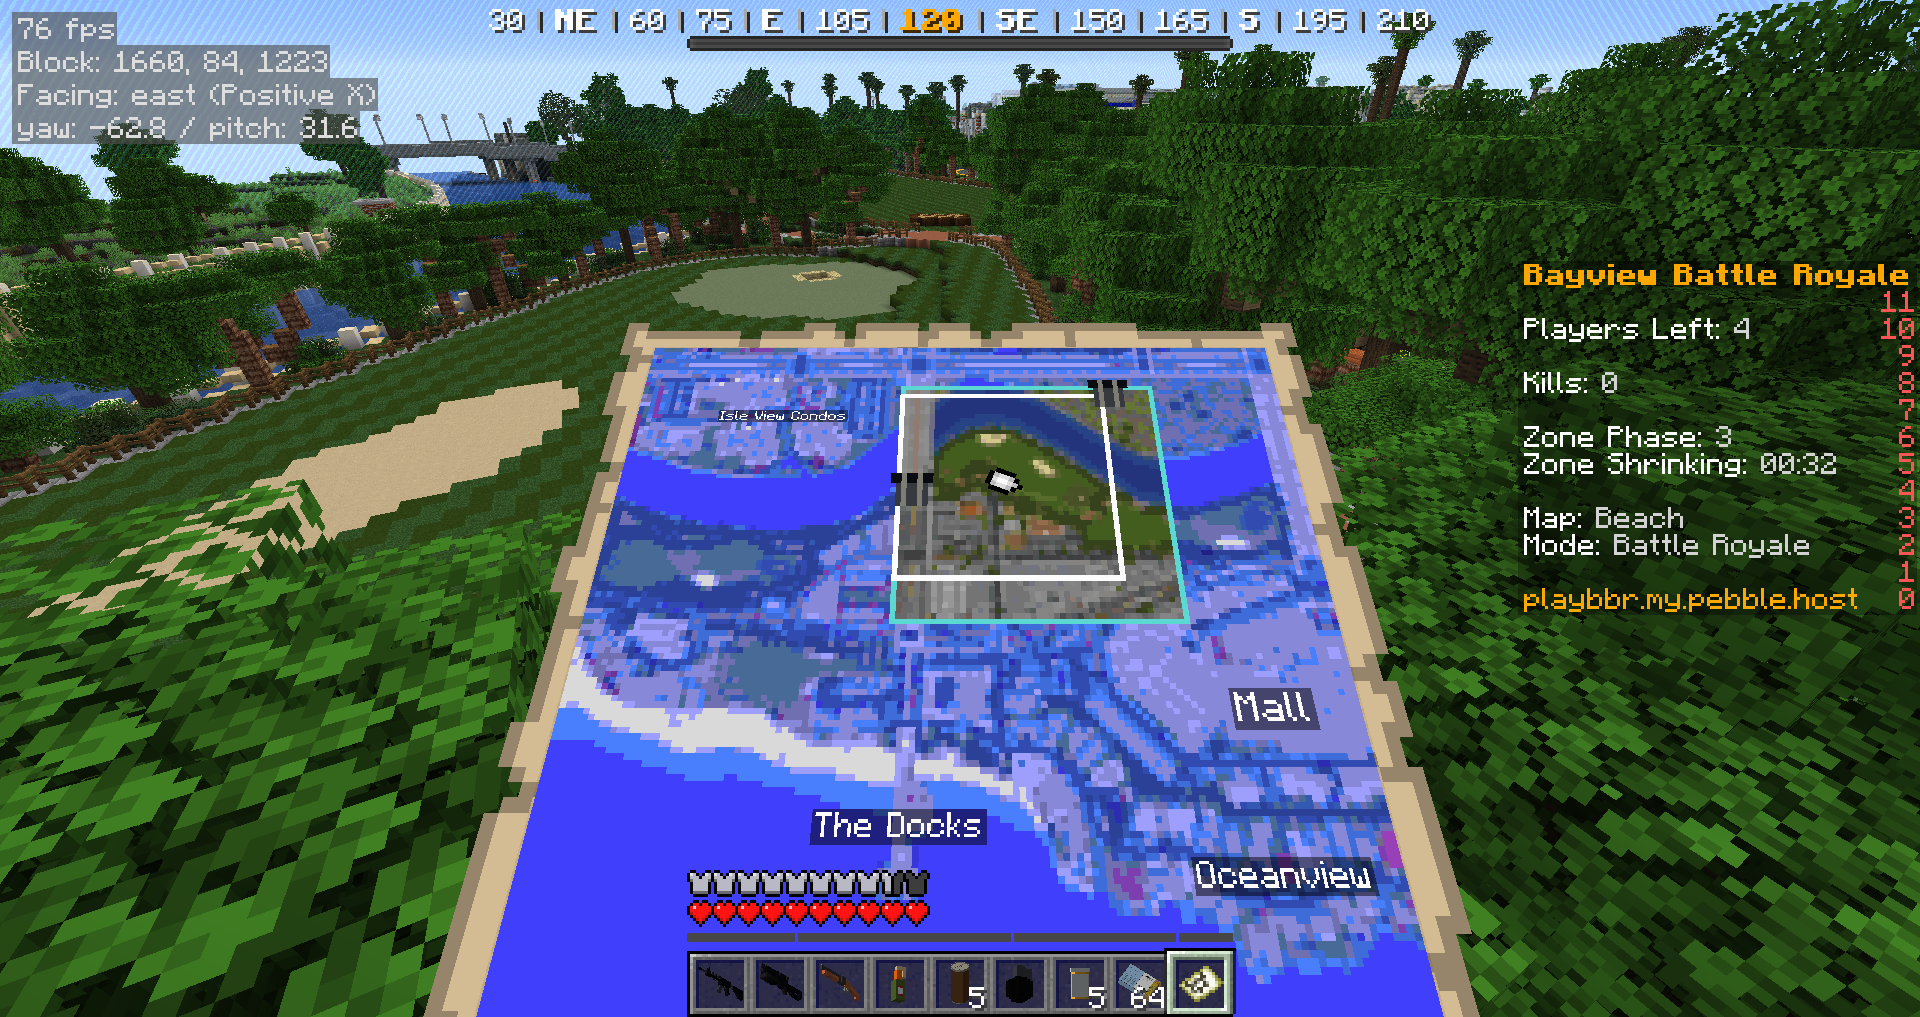 76 fps
Block: 1660, 84, 1223
Facing: east (Positive X)
yaw: -62.8 / pitch: 31.6
30 | NE | 60 | 75 | E | 105 | 120 | SE | 150 | 165 | S | 195 | 210
Bayview Battle Royale
11
Players Left: 4 10
9
Kills: 0 8
7
Zone Phase: 3 6
Zone Shrinking: 00:32 5
4
Map: Beach 3
Mode: Battle Royale 2
1
playbbr.my.pebble.host 0
Isle View Condos
Mall
The Docks
Oceanview
5
5
64